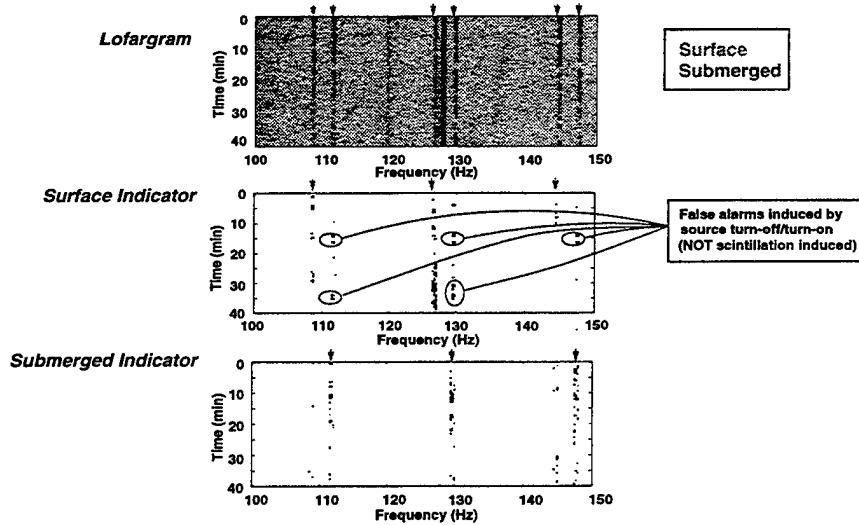 Lofargram
Time (min)
0
10
20
30
40
100
110
120
130
140
150
Frequency (Hz)
Surface
Submerged
Surface Indicator
Time (min)
0
10
20
30
40
100
110
120
130
140
150
Frequency (Hz)
False alarms induced by
source turn-off/turn-on
(NOT scintillation induced)
Submerged Indicator
Time (min)
0
10
20
30
40
100
110
120
130
140
150
Frequency (Hz)